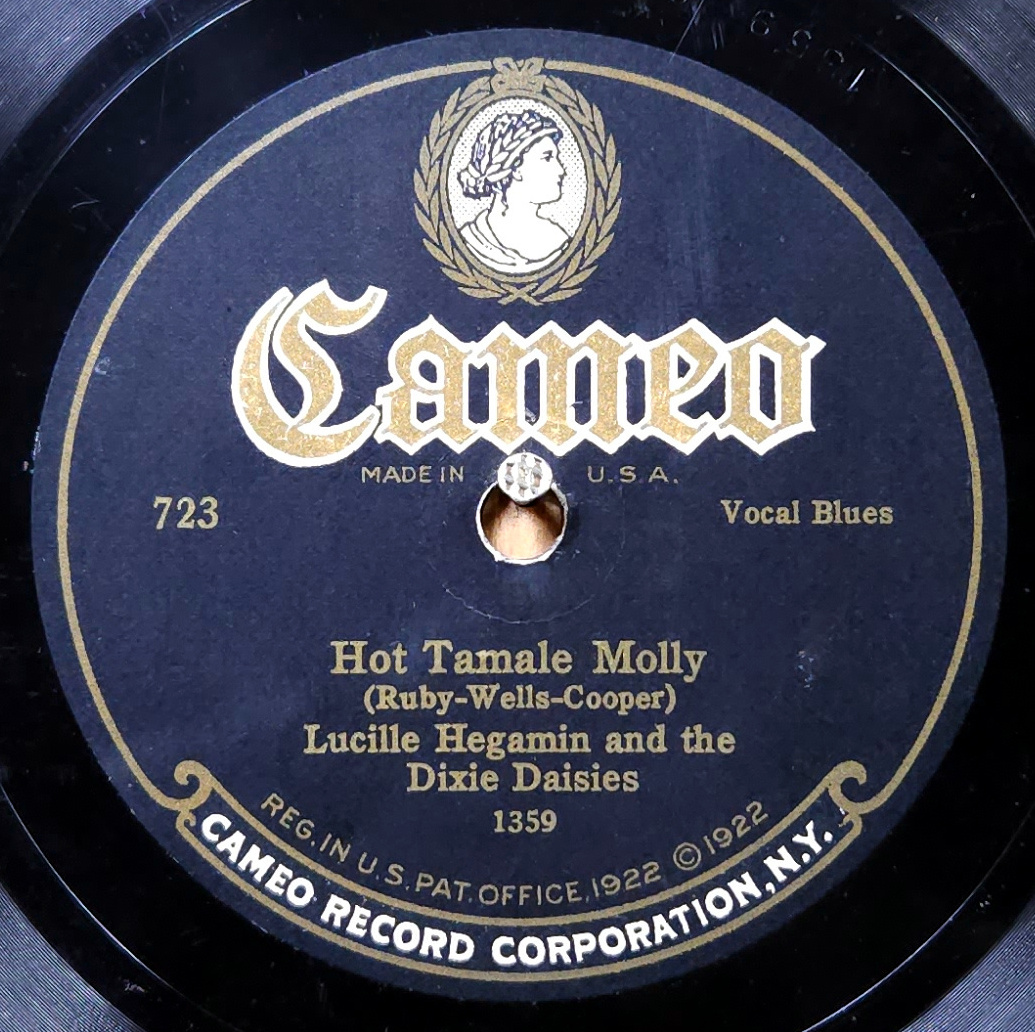 Cameo
MADE IN U.S.A.
723
Vocal Blues
Hot Tamale Molly
(Ruby-Wells-Cooper)
Lucille Hegamin and the
Dixie Daisies
1359
REG. IN U.S. PAT. OFFICE, 1922 © 1922
CAMEO RECORD CORPORATION, N.Y.